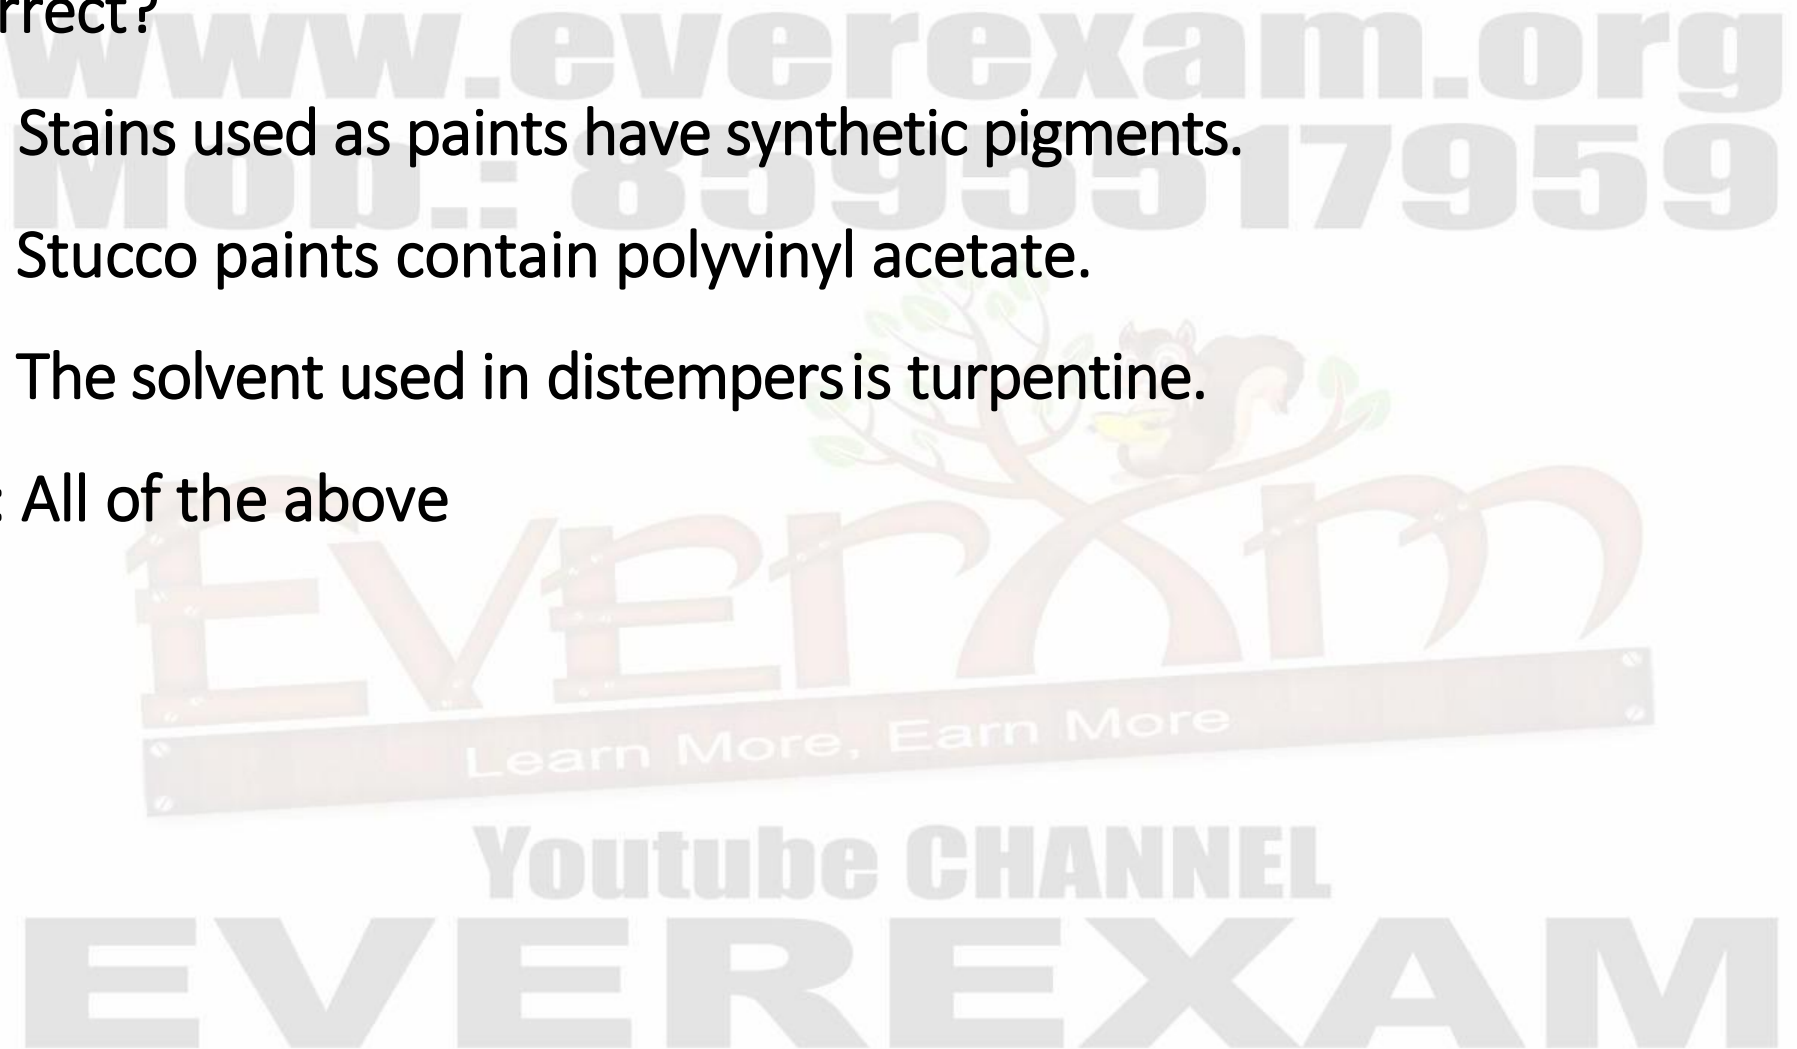 rrect?
www.everexam.org
Stains used as paints have synthetic pigments.
Mob.: 8595517959
Stucco paints contain polyvinyl acetate.
The solvent used in distempers is turpentine.
: All of the above
EVERXM
Learn More, Earn More
Youtube CHANNEL
EVEREXAM